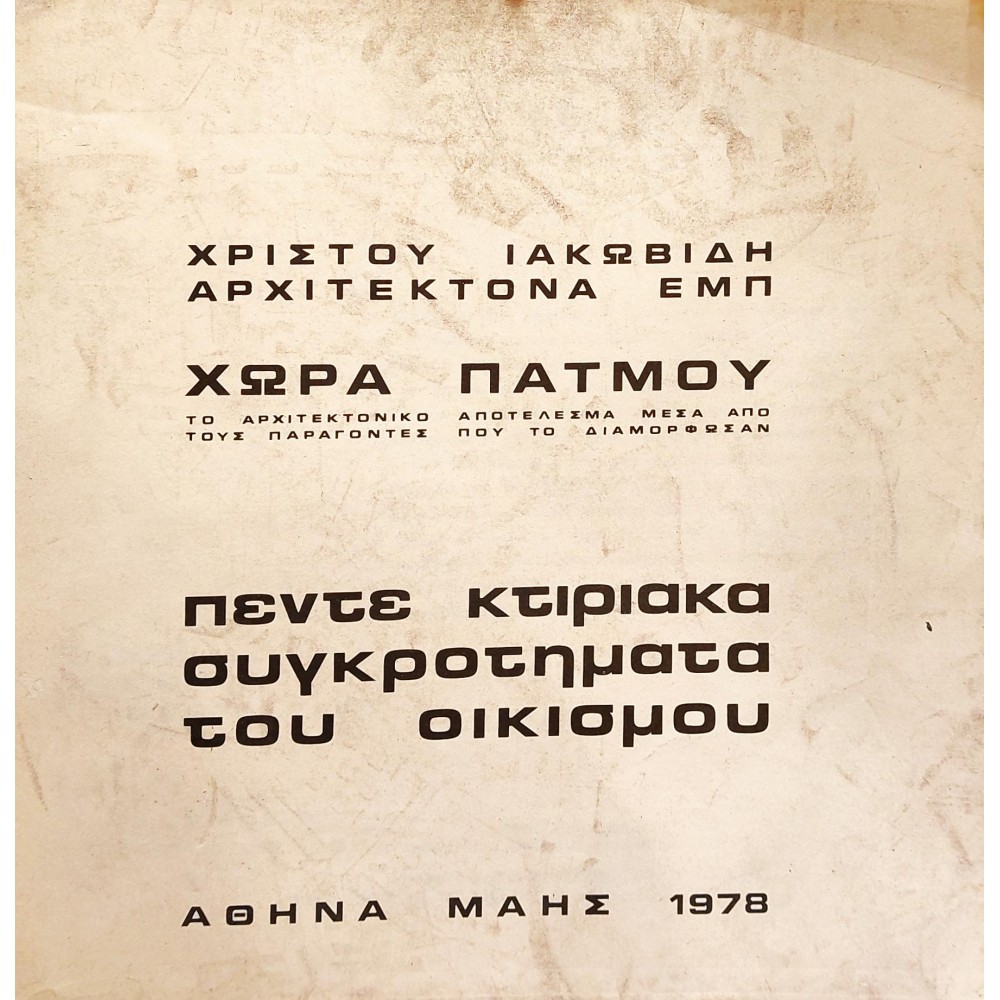 ΧΡΙΣΤΟΥ ΙΑΚΩΒΙΔΗ
ΑΡΧΙΤΕΚΤΟΝΑ ΕΜΠ
ΧΩΡΑ ΠΑΤΜΟΥ
ΤΟ ΑΡΧΙΤΕΚΤΟΝΙΚΟ ΑΠΟΤΕΛΕΣΜΑ ΜΕΣΑ ΑΠΟ
ΤΟΥΣ ΠΑΡΑΓΟΝΤΕΣ ΠΟΥ ΤΟ ΔΙΑΜΟΡΦΩΣΑΝ
πεντε κτιριακα
συγκροτηματα
του οικισμου
ΑΘΗΝΑ ΜΑΗΣ 1978